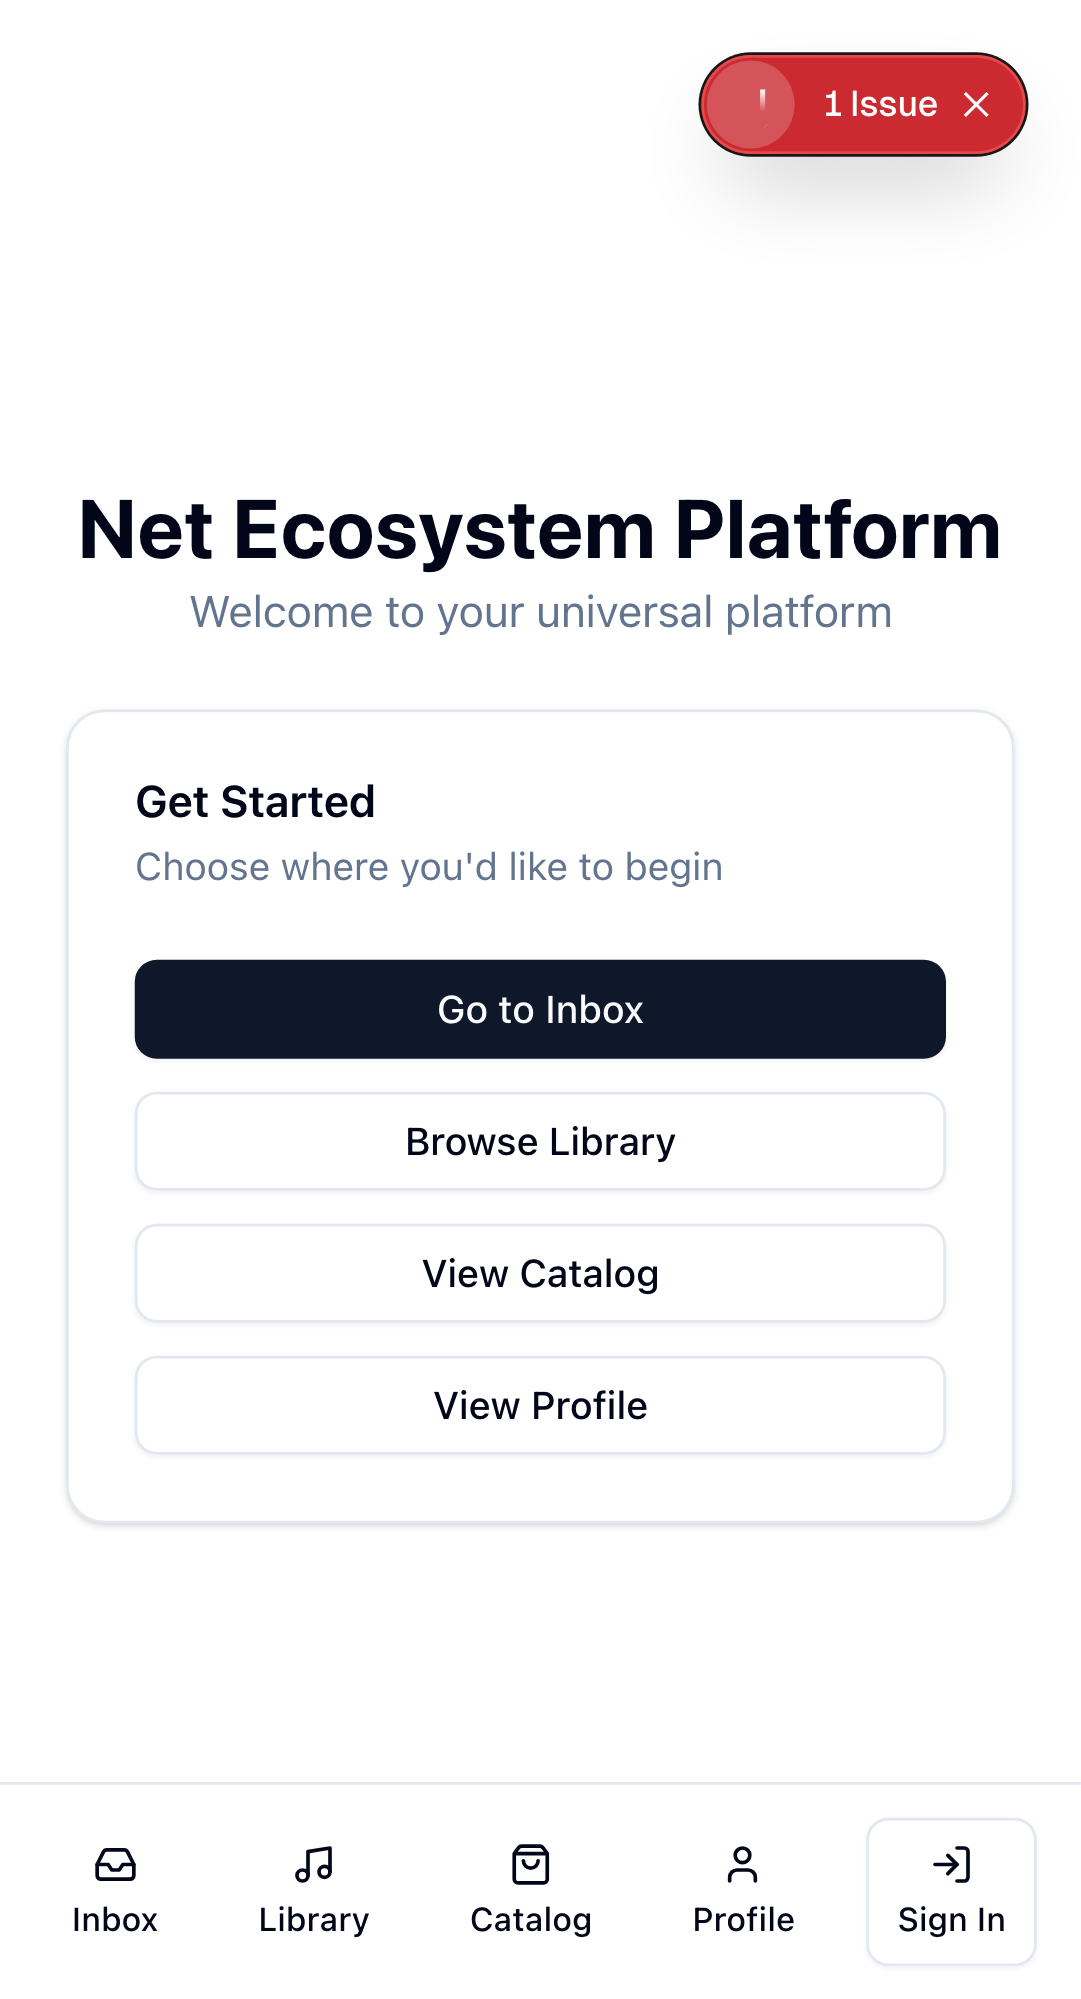 1 Issue
Net Ecosystem Platform
Welcome to your universal platform
Get Started
Choose where you'd like to begin
Go to Inbox
Browse Library
View Catalog
View Profile
Inbox
Library
Catalog
Profile
Sign In